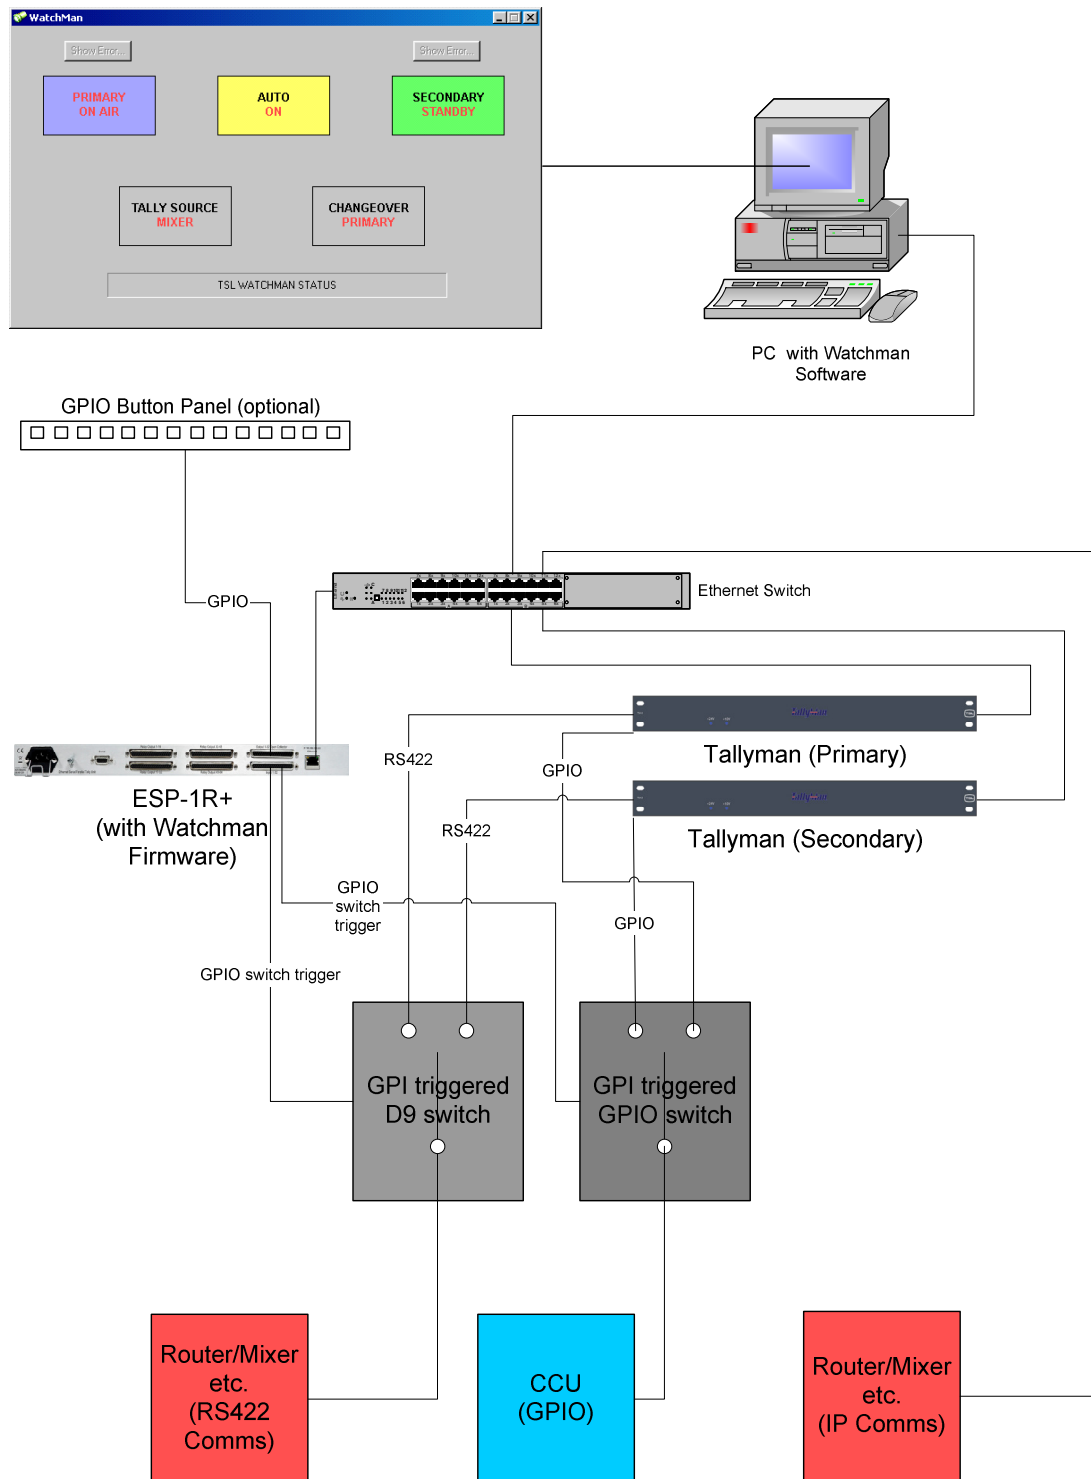 WatchMan
Show Error...
Show Error...
PRIMARY
ON AIR
AUTO
ON
SECONDARY
STANDBY
TALLY SOURCE
MIXER
CHANGEOVER
PRIMARY
TSL WATCHMAN STATUS
PC with Watchman
Software
GPIO Button Panel (optional)
GPIO
Ethernet Switch
RS422
Tallyman (Primary)
GPIO
ESP-1R+
(with Watchman
Firmware)
RS422
Tallyman (Secondary)
GPIO
switch
trigger
GPIO
GPIO switch trigger
GPI triggered
D9 switch
GPI triggered
GPIO switch
Router/Mixer
etc.
(RS422
Comms)
CCU
(GPIO)
Router/Mixer
etc.
(IP Comms)